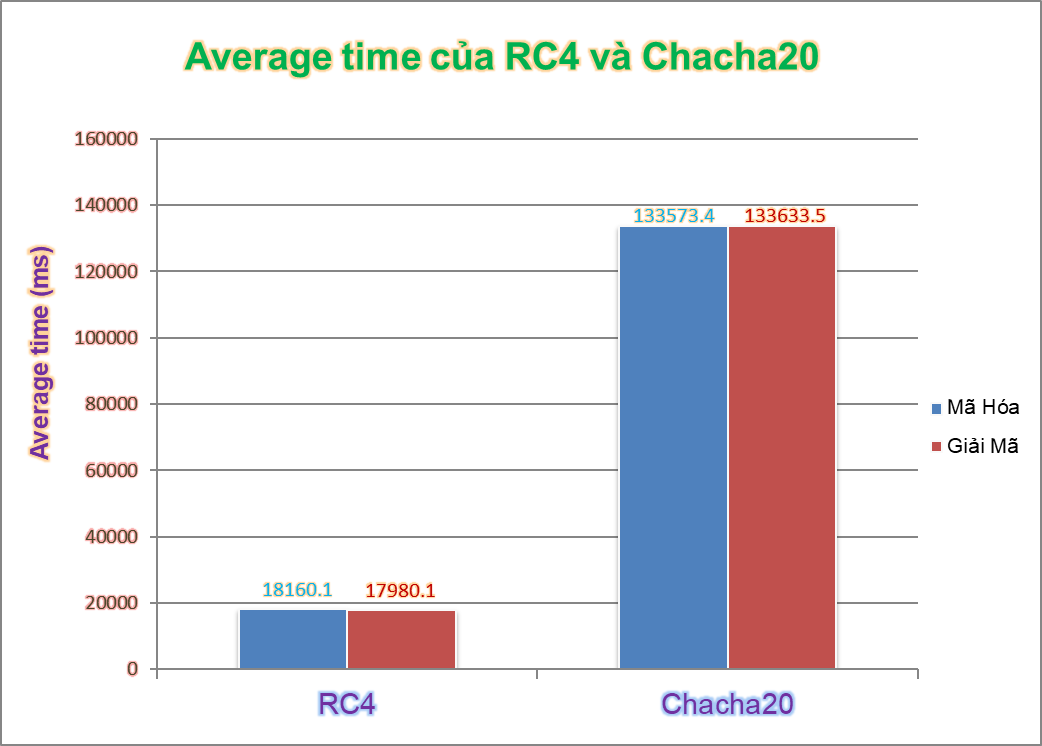 Average time của RC4 và Chacha20
Average time (ms)
160000
140000
120000
100000
80000
60000
40000
20000
0
133573.4 133633.5
18160.1 17980.1
RC4 Chacha20
Mã Hóa
Giải Mã